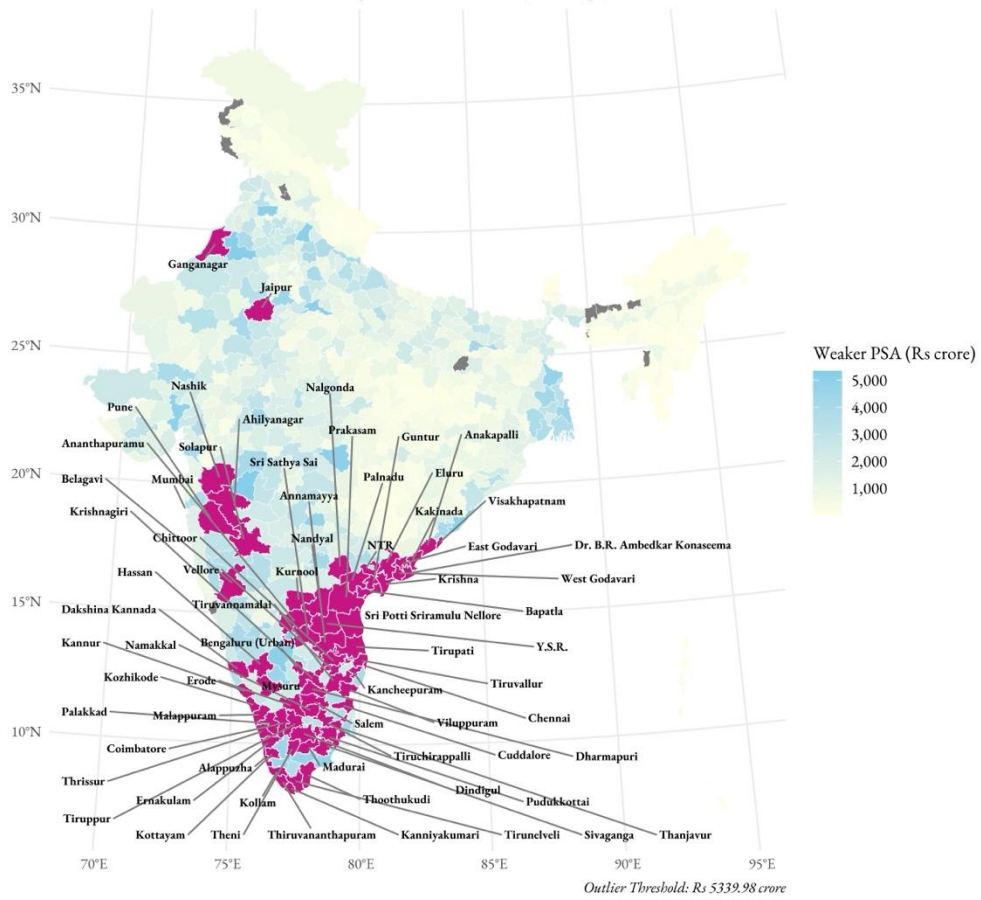 35°N
30°N
Ganganagar
Jaipur
25°N
Weaker PSA (Rs crore)
5,000
4,000
3,000
2,000
1,000
Nashik
Nalgonda
Pune
Ahilyanagar
Prakasam
Guntur
Anakapalli
Ananthapuramu
Solapur
Sri Sathya Sai
20°N
Belagavi
Mumbai
Palnadu
Eluru
Annamayya
Visakhapatnam
Krishnagiri
Kakinada
Chittoor
Nandyal
NTR
East Godavari
Dr. B.R. Ambedkar Konaseema
Hassan
Vellore
Kurnool
Krishna
West Godavari
15°N
Tiruvannamalai
Dakshina Kannada
Sri Potti Sriramulu Nellore
Bapatla
Kannur
Namakkal
Bengaluru (Urban)
Tirupati
Y.S.R.
Kozhikode
Erode
Mysuru
Kancheepuram
Tiruvallur
Palakkad
Malappuram
Salem
Viluppuram
Chennai
10°N
Coimbatore
Tiruchirappalli
Cuddalore
Dharmapuri
Thrissur
Alappuzha
Madurai
Ernakulam
Kollam
Thoothukudi
Dindigul
Pudukkottai
Tiruppur
Kottayam
Theni
Thiruvananthapuram
Kanniyakumari
Tirunelveli
Sivaganga
Thanjavur
70°E
75°E
80°E
85°E
90°E
95°E
Outlier Threshold: Rs 5339.98 crore